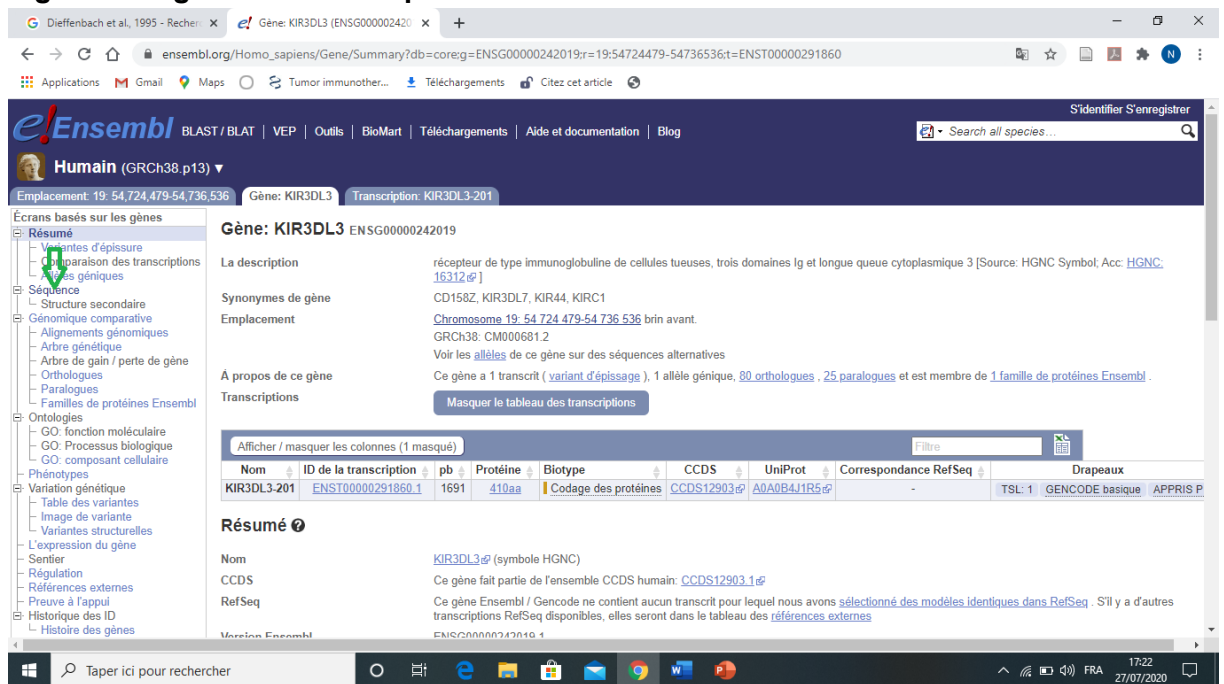 Dieffenbach et al., 1995 - Recher
Gène: KIR3DL3 (ENSG000002420
ensembl.org/Homo_sapiens/Gene/Summary?db=core;g=ENSG00000242019;r=19:54724479-54736536;t=ENST00000291860
Applications Gmail Maps Tumor immunother... Téléchargements Citez cet article
S'identifier S'enregistrer
e!Ensembl BLAST / BLAT | VEP | Outils | BioMart | Téléchargements | Aide et documentation | Blog
Search all species...
Humain (GRCh38.p13) ▼
Emplacement: 19: 54,724,479-54,736,536 Gène: KIR3DL3 Transcription: KIR3DL3-201
Écrans basés sur les gènes
Résumé
Variantes d'épissure
Comparaison des transcriptions
Allèles géniques
Séquence
Structure secondaire
Génomique comparative
Alignements génomiques
Arbre génétique
Arbre de gain / perte de gène
Orthologues
Paralogues
Familles de protéines Ensembl
Ontologies
GO: fonction moléculaire
GO: Processus biologique
GO: composant cellulaire
Phénotypes
Variation génétique
Table des variantes
Image de variante
Variantes structurelles
L'expression du gène
Sentier
Régulation
Références externes
Preuve à l'appui
Historique des ID
Histoire des gènes
Gène: KIR3DL3 ENSG00000242019
La description récepteur de type immunoglobuline de cellules tueuses, trois domaines Ig et longue queue cytoplasmique 3 [Source: HGNC Symbol; Acc: HGNC:
16312 ]
Synonymes de gène CD158Z, KIR3DL7, KIR44, KIRC1
Emplacement Chromosome 19: 54 724 479-54 736 536 brin avant.
GRCh38: CM000681.2
Voir les allèles de ce gène sur des séquences alternatives
À propos de ce gène Ce gène a 1 transcrit ( variant d'épissage ), 1 allèle génique, 80 orthologues , 25 paralogues et est membre de 1 famille de protéines Ensembl .
Transcriptions Masquer le tableau des transcriptions
Afficher / masquer les colonnes (1 masqué) Filtre
Nom ID de la transcription pb Protéine Biotype CCDS UniProt Correspondance RefSeq Drapeaux
KIR3DL3-201 ENST00000291860.1 1691 410aa Codage des protéines CCDS12903 A0A0B4J1R5 - TSL: 1 GENCODE basique APPRIS P
Résumé
Nom KIR3DL3 (symbole HGNC)
CCDS Ce gène fait partie de l'ensemble CCDS humain: CCDS12903.1
RefSeq Ce gène Ensembl / Gencode ne contient aucun transcrit pour lequel nous avons sélectionné des modèles identiques dans RefSeq . S'il y a d'autres
transcriptions RefSeq disponibles, elles seront dans le tableau des références externes
Version Ensembl ENSG00000242019.1
Taper ici pour rechercher
FRA
17:22
27/07/2020